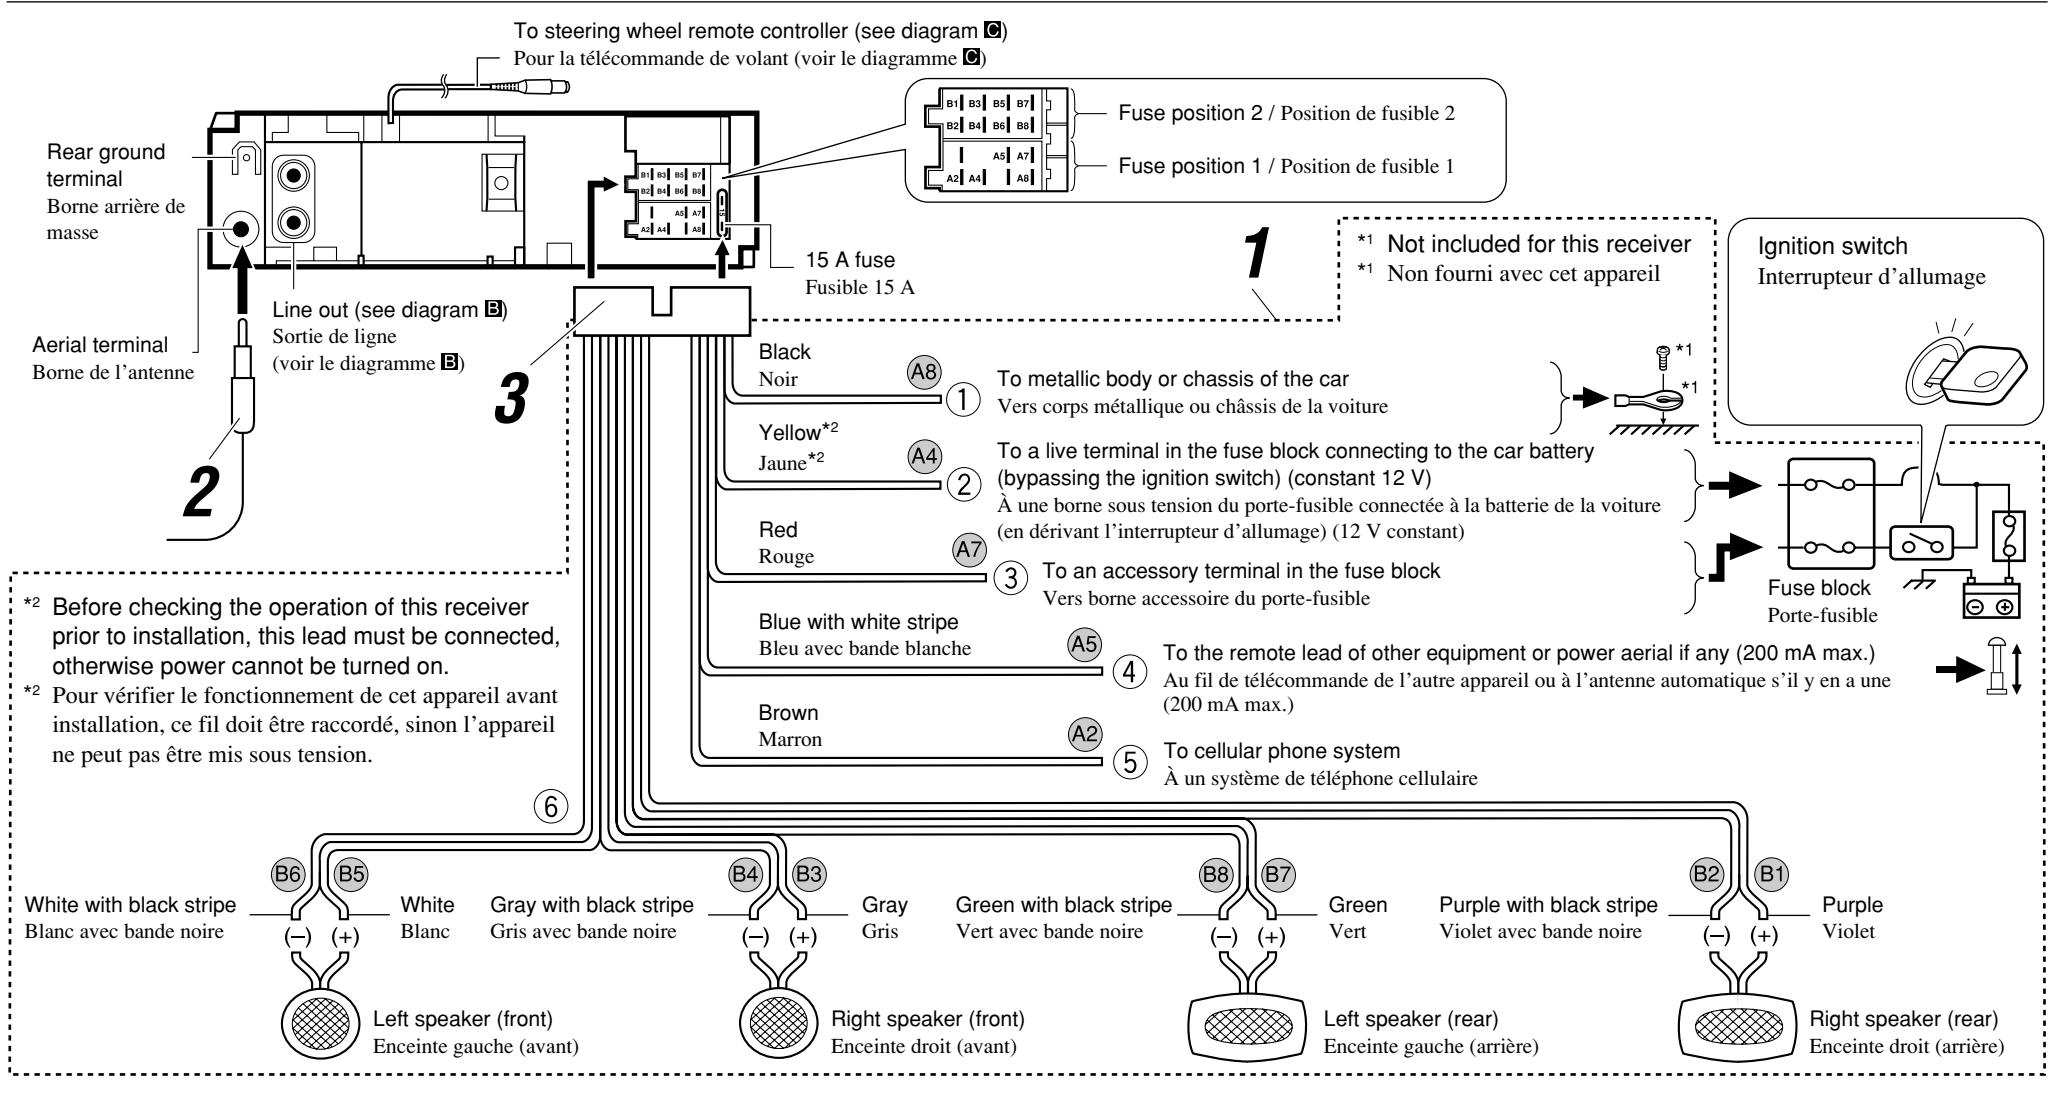 To steering wheel remote controller (see diagram C)
Pour la télécommande de volant (voir le diagramme C)
B1 B3 B5 B7
B2 B4 B6 B8
A5 A7
A2 A4 A8
Fuse position 2 / Position de fusible 2
Fuse position 1 / Position de fusible 1
Rear ground
terminal
Borne arrière de
masse
B1 B3 B5 B7
B2 B4 B6 B8
A5 A7
A2 A4 A8
15
15 A fuse
Fusible 15 A
1
*1 Not included for this receiver
*1 Non fourni avec cet appareil
Ignition switch
Interrupteur d'allumage
Line out (see diagram B)
Sortie de ligne
(voir le diagramme B)
Aerial terminal
Borne de l'antenne
2
3
Black
Noir
A8
1
To metallic body or chassis of the car
Vers corps métallique ou châssis de la voiture
*1
*1
Yellow*2
Jaune*2
A4
2
To a live terminal in the fuse block connecting to the car battery
(bypassing the ignition switch) (constant 12 V)
À une borne sous tension du porte-fusible connectée à la batterie de la voiture
(en dérivant l'interrupteur d'allumage) (12 V constant)
Red
Rouge
A7
3
To an accessory terminal in the fuse block
Vers borne accessoire du porte-fusible
Fuse block
Porte-fusible
*2 Before checking the operation of this receiver
prior to installation, this lead must be connected,
otherwise power cannot be turned on.
*2 Pour vérifier le fonctionnement de cet appareil avant
installation, ce fil doit être raccordé, sinon l'appareil
ne peut pas être mis sous tension.
Blue with white stripe
Bleu avec bande blanche
A5
4
To the remote lead of other equipment or power aerial if any (200 mA max.)
Au fil de télécommande de l'autre appareil ou à l'antenne automatique s'il y en a une
(200 mA max.)
Brown
Marron
A2
5
To cellular phone system
À un système de téléphone cellulaire
6
B6 B5
White with black stripe
Blanc avec bande noire
White
Blanc
(−) (+)
Left speaker (front)
Enceinte gauche (avant)
B4 B3
Gray with black stripe
Gris avec bande noire
Gray
Gris
(−) (+)
Right speaker (front)
Enceinte droit (avant)
B8 B7
Green with black stripe
Vert avec bande noire
Green
Vert
(−) (+)
Left speaker (rear)
Enceinte gauche (arrière)
B2 B1
Purple with black stripe
Violet avec bande noire
Purple
Violet
(−) (+)
Right speaker (rear)
Enceinte droit (arrière)